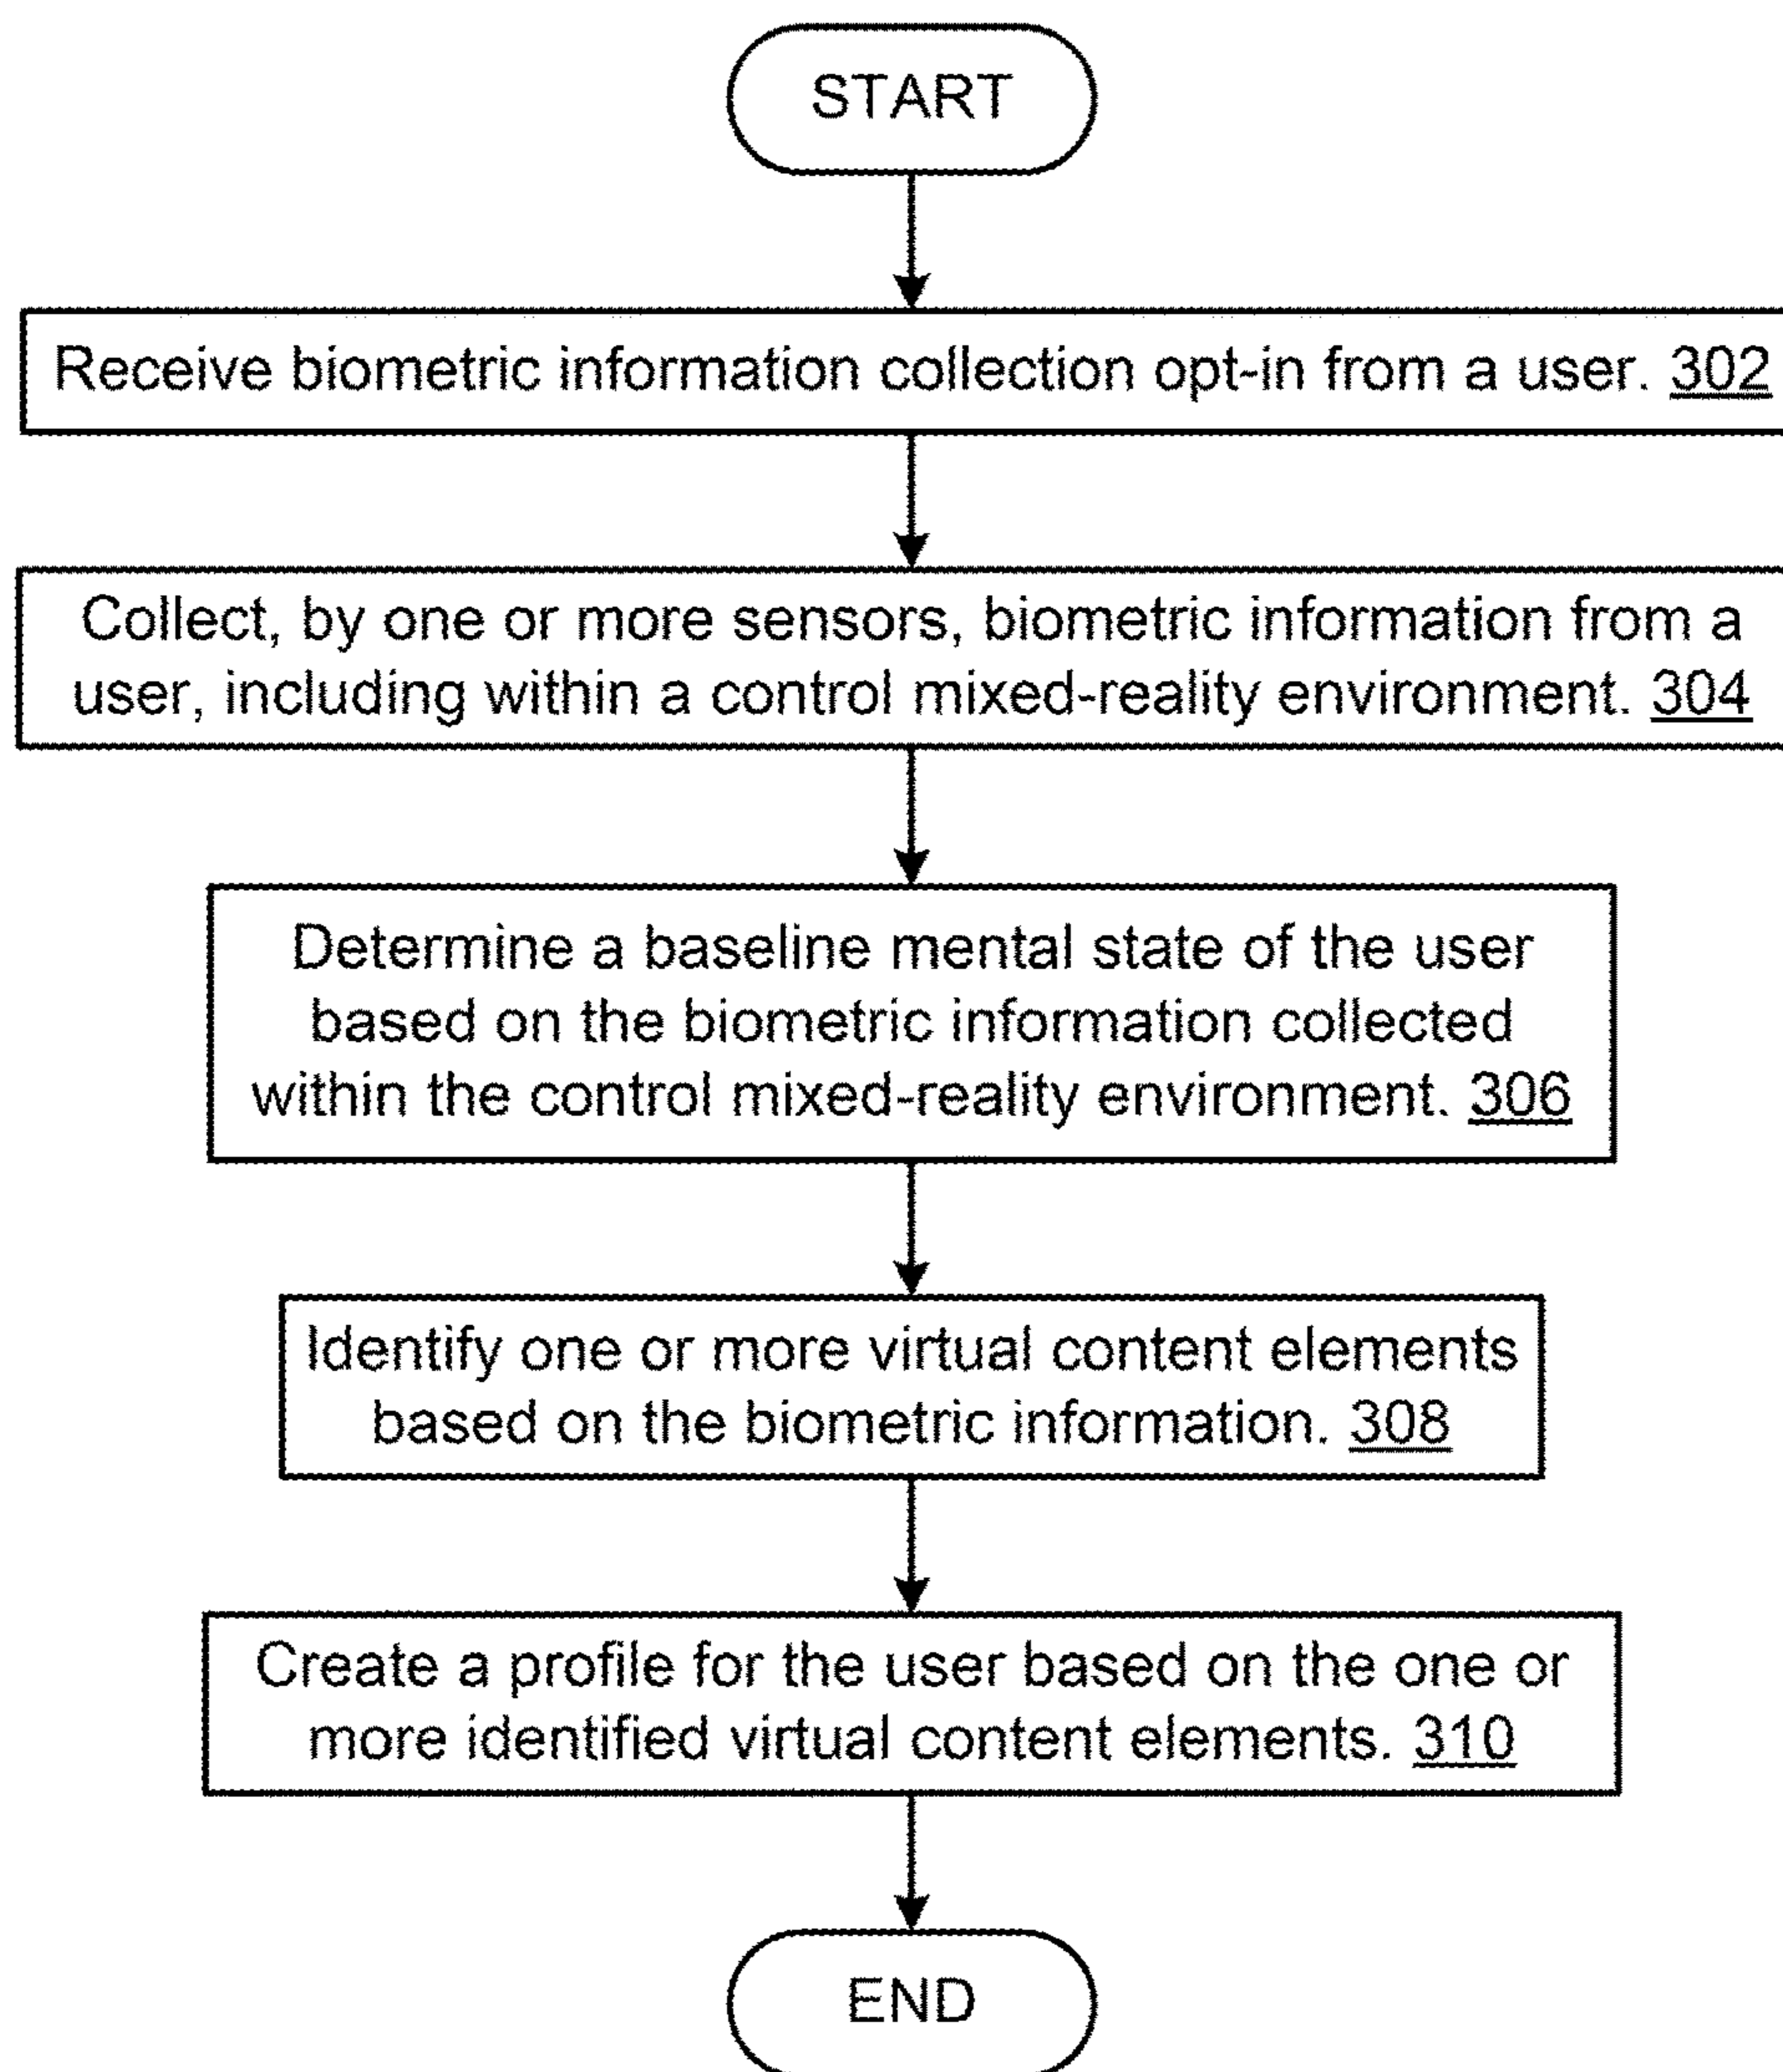 START
Receive biometric information collection opt-in from a user. 302
Collect, by one or more sensors, biometric information from a
user, including within a control mixed-reality environment. 304
Determine a baseline mental state of the user
based on the biometric information collected
within the control mixed-reality environment. 306
Identify one or more virtual content elements
based on the biometric information. 308
Create a profile for the user based on the one or
more identified virtual content elements. 310
END